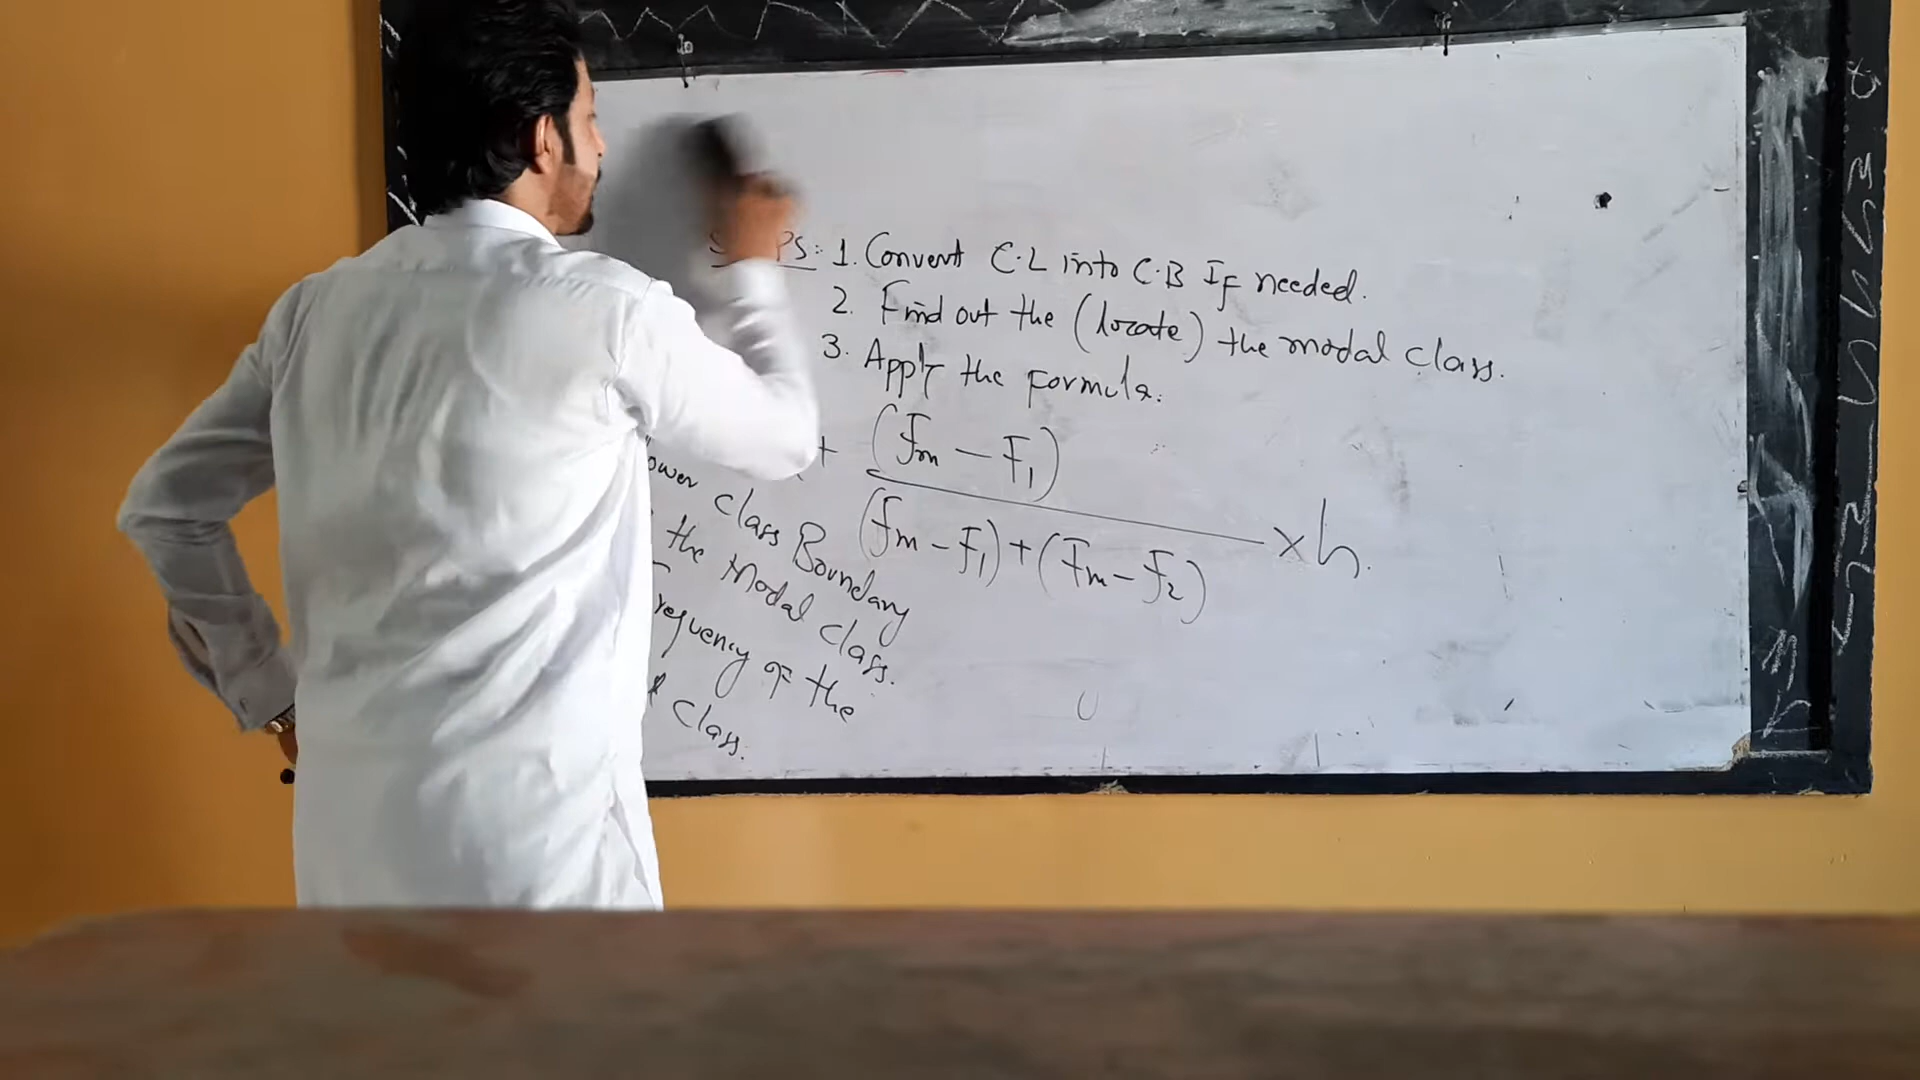 1. Convert C.L into C.B If needed.
2. Find out the (locate) the modal class.
3. Apply the Formula.
+ (Fm - F1) / (fm - F1) + (Fm - F2) × h.
class Boundary
the Modal class.
of the
class.